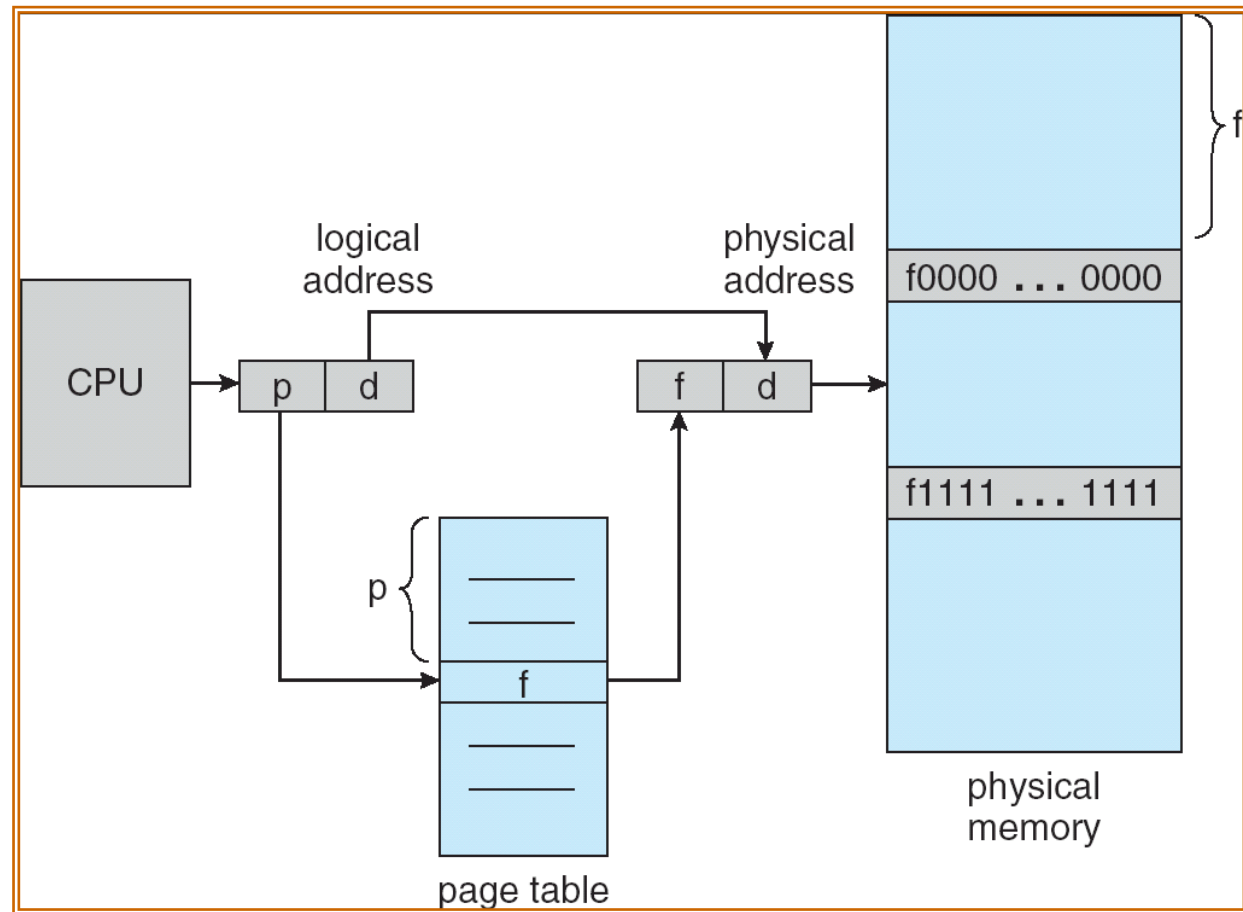 f
logical
address
physical
address
f0000 ... 0000
CPU
p d
f d
f1111 ... 1111
p
f
physical
memory
page table